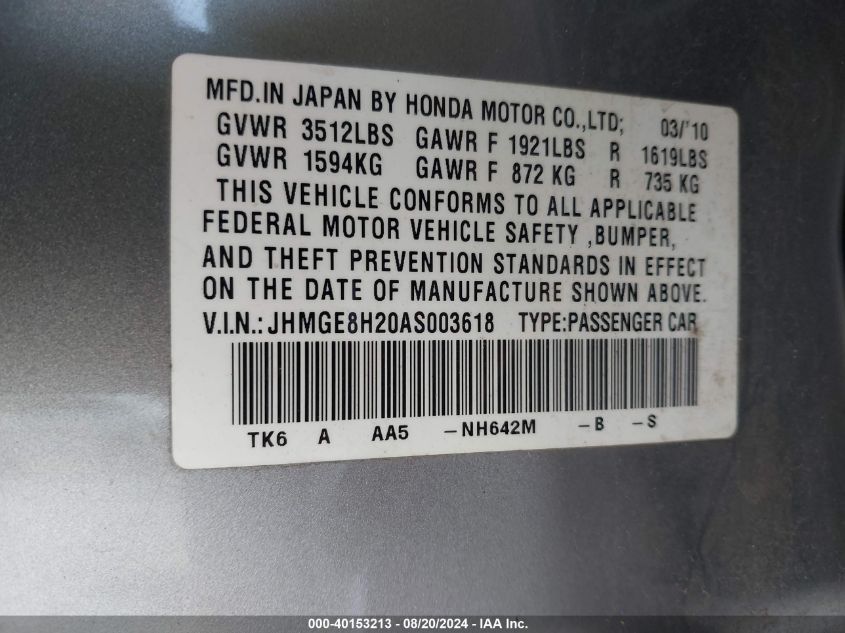 MFD.IN JAPAN BY HONDA MOTOR CO.,LTD; 03/'10
GVWR 3512LBS GAWR F 1921LBS R 1619LBS
GVWR 1594KG GAWR F 872 KG R 735 KG
THIS VEHICLE CONFORMS TO ALL APPLICABLE
FEDERAL MOTOR VEHICLE SAFETY ,BUMPER,
AND THEFT PREVENTION STANDARDS IN EFFECT
ON THE DATE OF MANUFACTURE SHOWN ABOVE.
V.I.N.:JHMGE8H20AS003618 TYPE:PASSENGER CAR
TK6 A AA5 -NH642M -B -S
000-40153213 - 08/20/2024 - IAA Inc.